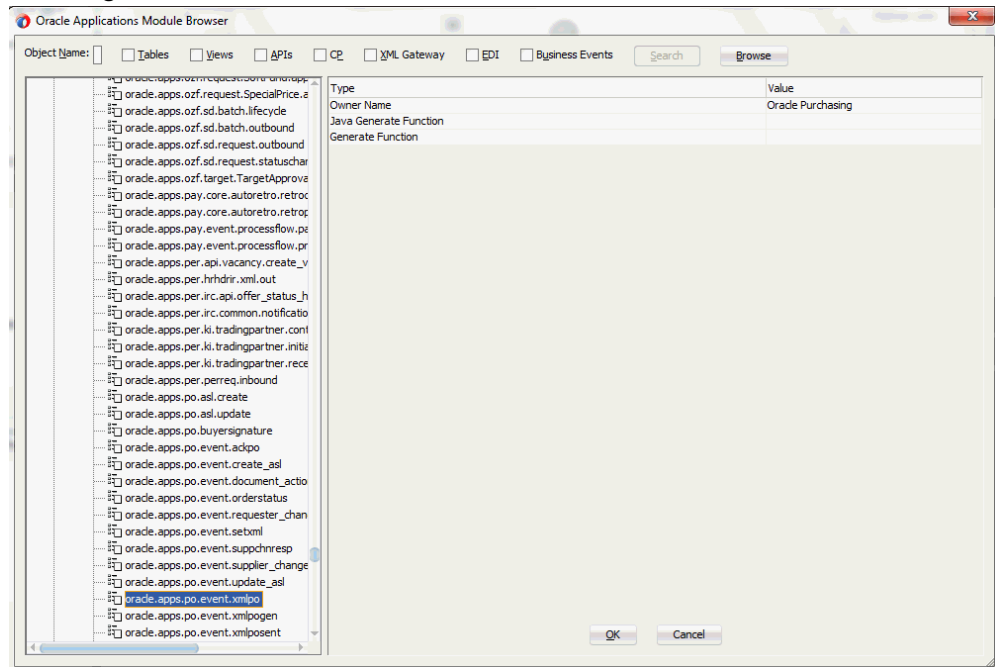 Oracle Applications Module Browser
Object Name: Tables Views APIs CP XML Gateway EDI Business Events Search Browse
oracle.apps.ozf.request.SoftFund.app
oracle.apps.ozf.request.SpecialPrice.a
oracle.apps.ozf.sd.batch.lifecycle
oracle.apps.ozf.sd.batch.outbound
oracle.apps.ozf.sd.request.outbound
oracle.apps.ozf.sd.request.statuschar
oracle.apps.ozf.target.TargetApprova
oracle.apps.pay.core.autoretro.retroc
oracle.apps.pay.core.autoretro.retrop
oracle.apps.pay.event.processflow.pa
oracle.apps.pay.event.processflow.pr
oracle.apps.per.api.vacancy.create_v
oracle.apps.per.hrhdrir.xml.out
oracle.apps.per.irc.api.offer_status_h
oracle.apps.per.irc.common.notificatio
oracle.apps.per.ki.tradingpartner.cont
oracle.apps.per.ki.tradingpartner.initia
oracle.apps.per.ki.tradingpartner.rece
oracle.apps.per.perreq.inbound
oracle.apps.po.asl.create
oracle.apps.po.asl.update
oracle.apps.po.buyersignature
oracle.apps.po.event.ackpo
oracle.apps.po.event.create_asl
oracle.apps.po.event.document_actio
oracle.apps.po.event.orderstatus
oracle.apps.po.event.requester_chan
oracle.apps.po.event.setxml
oracle.apps.po.event.suppchnresp
oracle.apps.po.event.supplier_change
oracle.apps.po.event.update_asl
oracle.apps.po.event.xmlpo
oracle.apps.po.event.xmlpogen
oracle.apps.po.event.xmlposent
Type Value
Owner Name Oracle Purchasing
Java Generate Function
Generate Function
OK Cancel